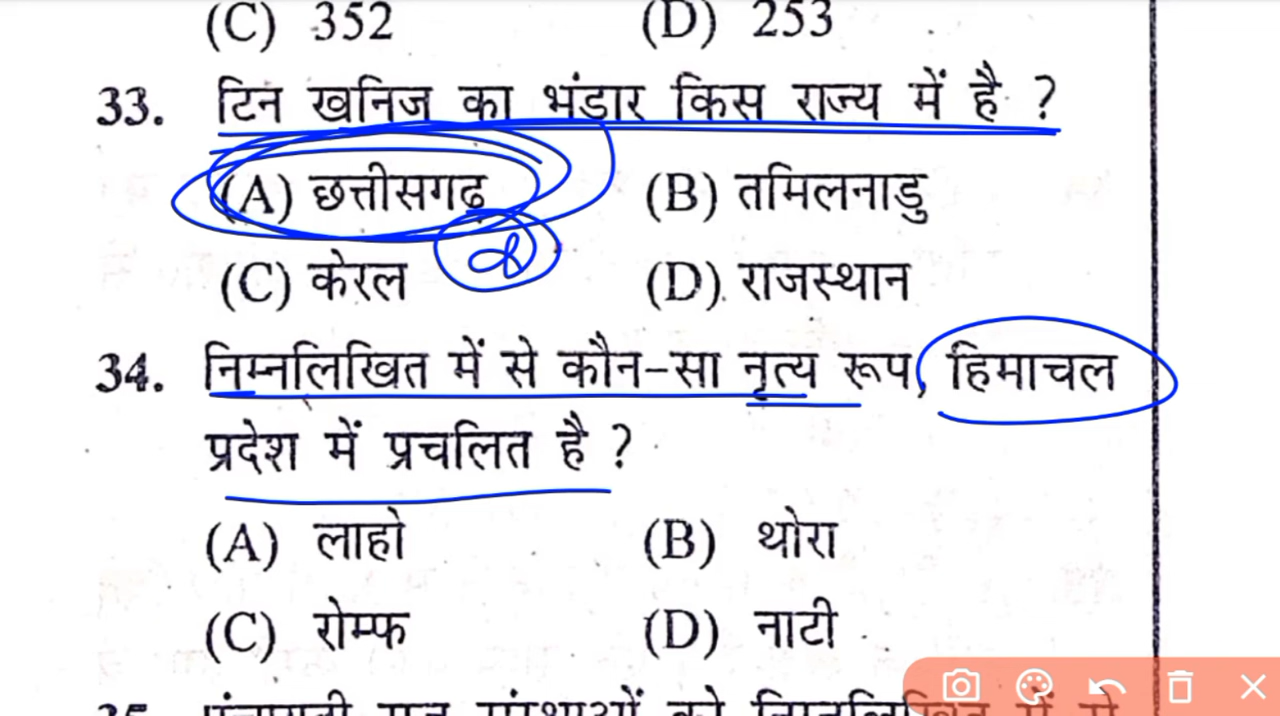 (C) 352 (D) 253
33. टिन खनिज का भंडार किस राज्य में है ?
(A) छत्तीसगढ़ (B) तमिलनाडु
(C) केरल (D) राजस्थान
34. निम्नलिखित में से कौन-सा नृत्य रूप, हिमाचल
प्रदेश में प्रचलित है ?
(A) लाहो (B) थोरा
(C) रोम्फ (D) नाटी